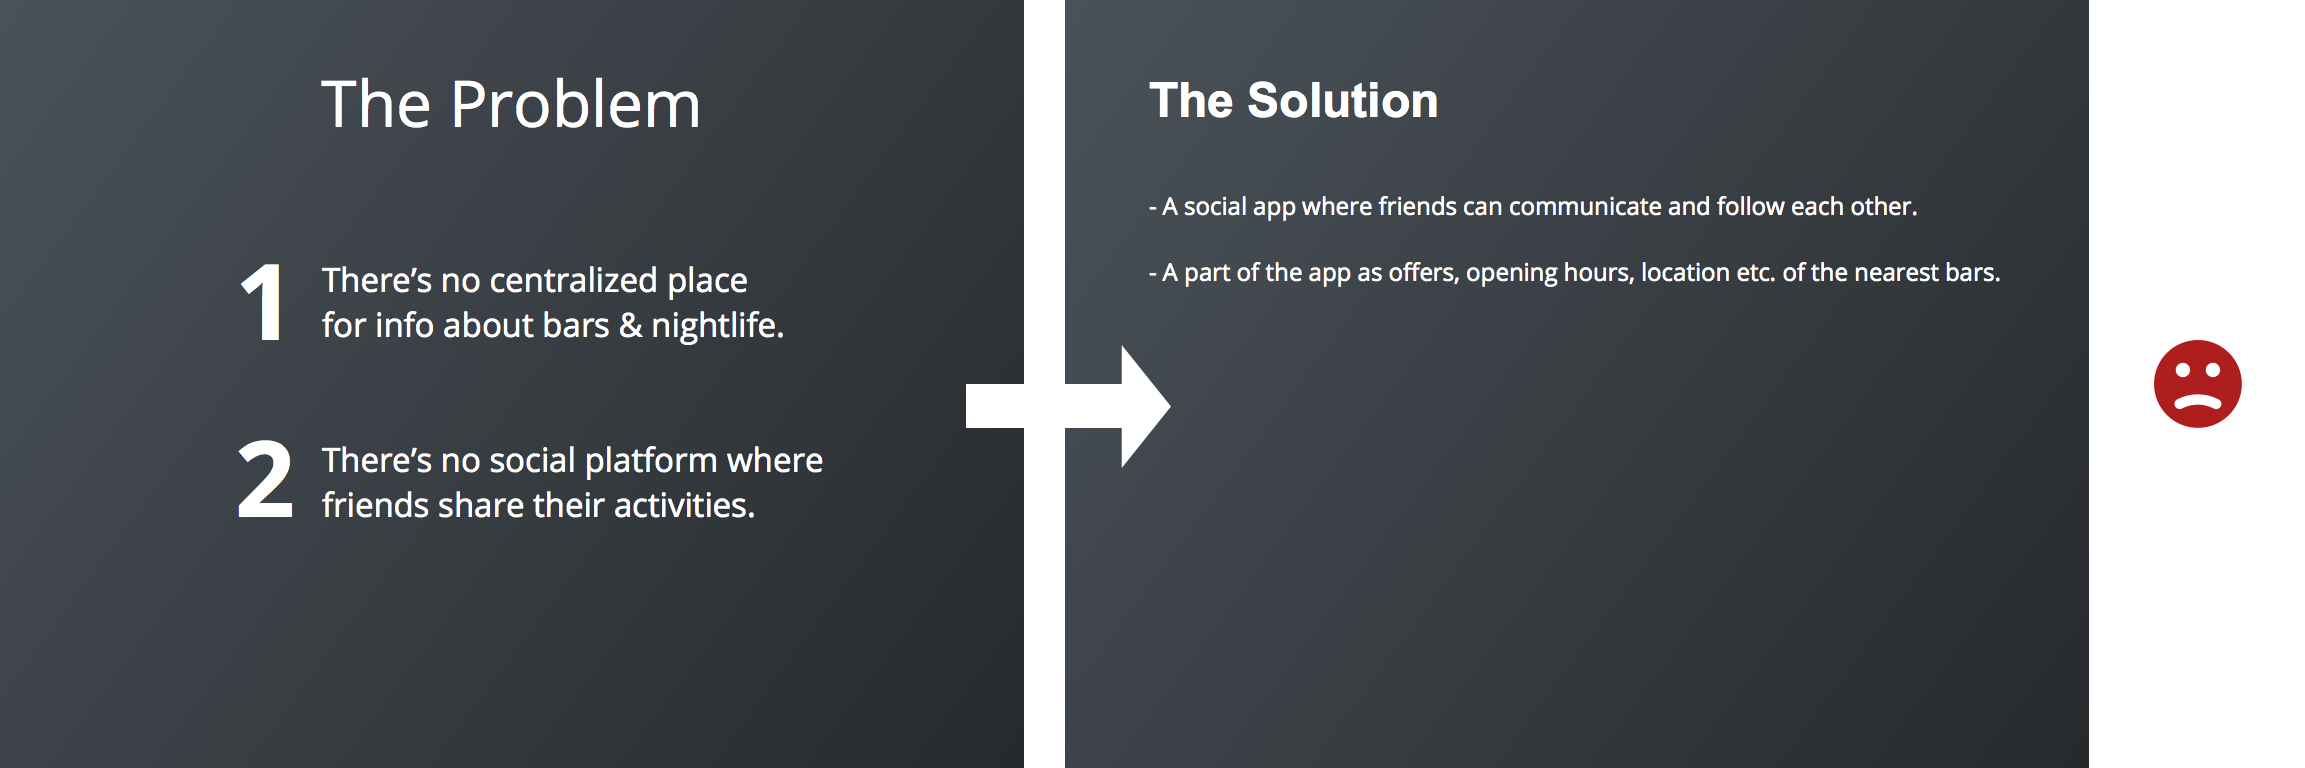 The Problem
1
There’s no centralized place
for info about bars & nightlife.
2
There’s no social platform where
friends share their activities.
The Solution
- A social app where friends can communicate and follow each other.
- A part of the app as offers, opening hours, location etc. of the nearest bars.